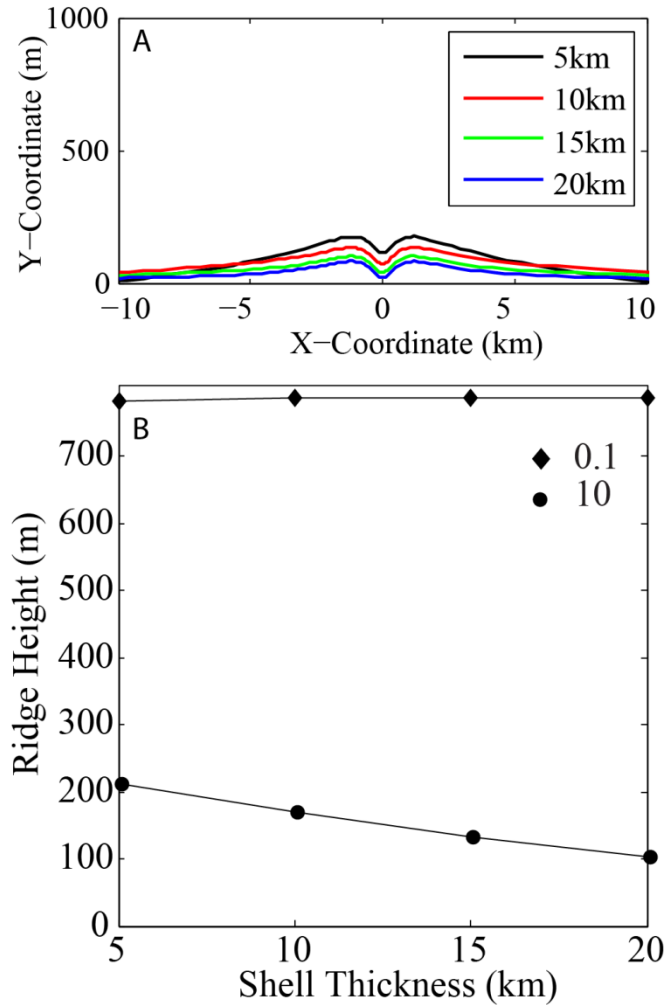 A
1000
500
0
Y−Coordinate (m)
5km
10km
15km
20km
−10 −5 0 5 10
X−Coordinate (km)
B
700
600
500
400
300
200
100
0
Ridge Height (m)
0.1
10
5 10 15 20
Shell Thickness (km)